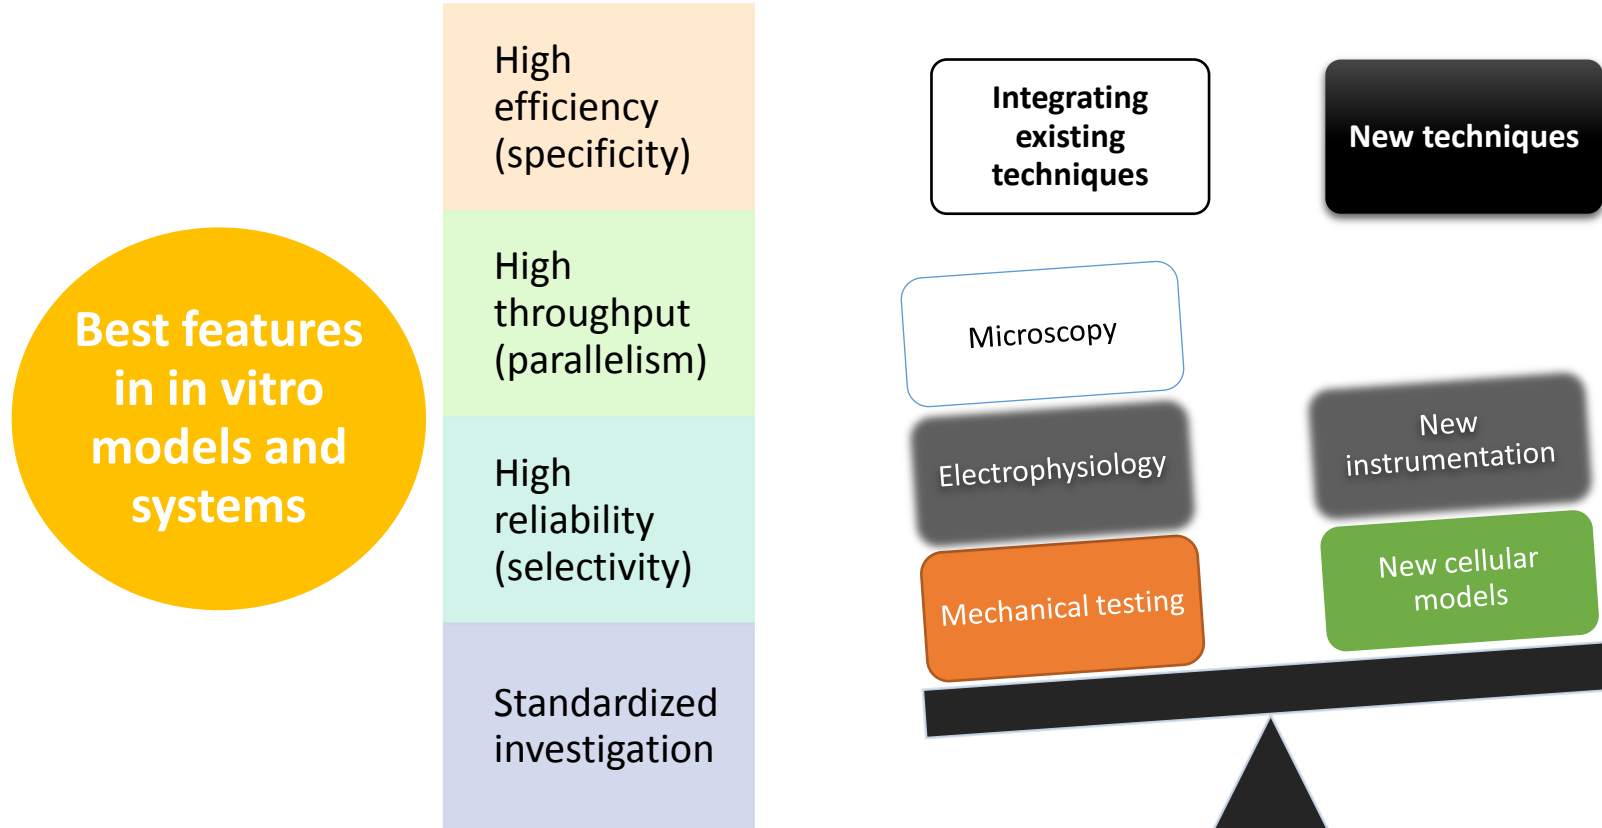 Best features
in in vitro
models and
systems
High
efficiency
(specificity)
High
throughput
(parallelism)
High
reliability
(selectivity)
Standardized
investigation
Integrating
existing
techniques
New techniques
Microscopy
Electrophysiology
Mechanical testing
New
instrumentation
New cellular
models